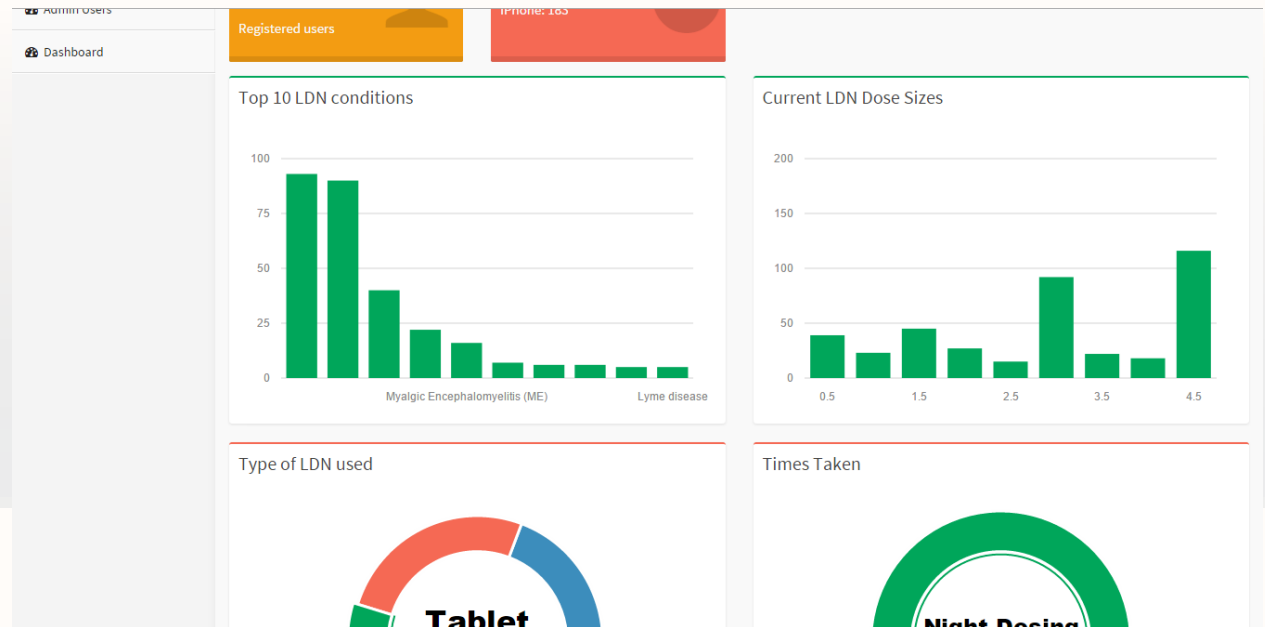 Admin Users
Dashboard
Registered users
iPhone: 185
Top 10 LDN conditions
100
75
50
25
0
Myalgic Encephalomyelitis (ME)
Lyme disease
Current LDN Dose Sizes
200
150
100
50
0
0.5
1.5
2.5
3.5
4.5
Type of LDN used
Tablet
Times Taken
Night Dosing